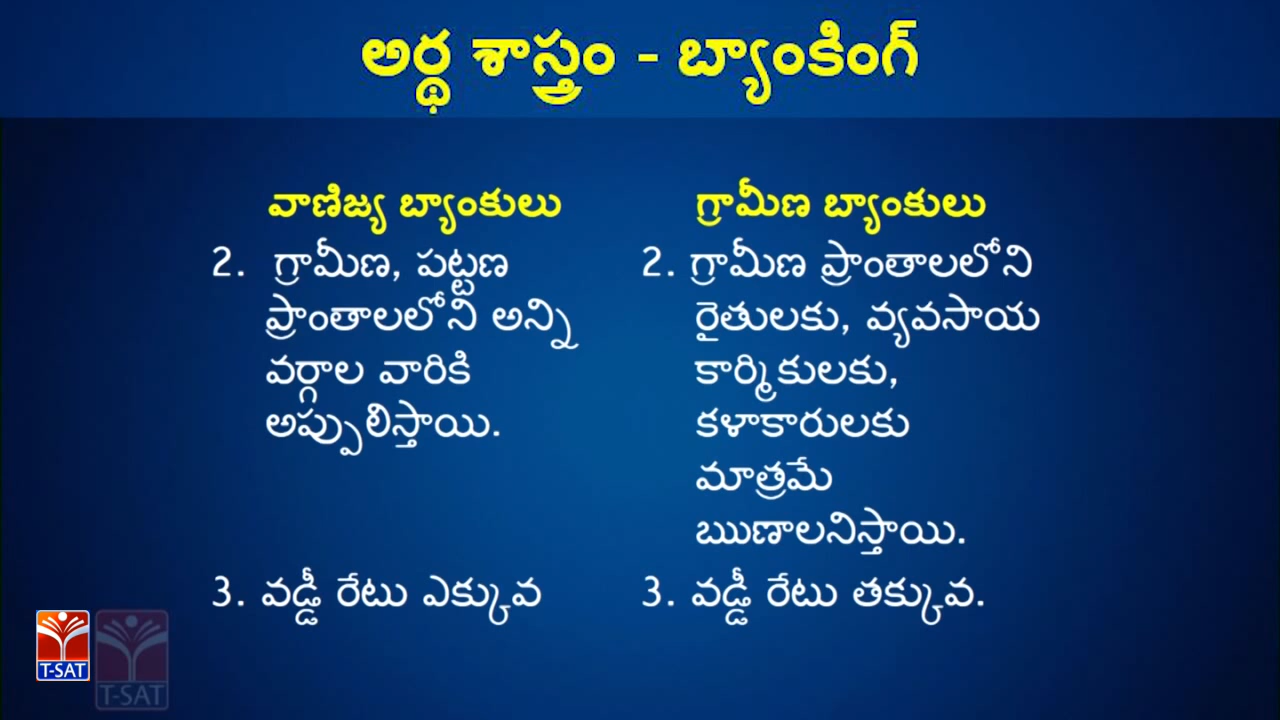 అర్థ శాస్త్రం - బ్యాంకింగ్
వాణిజ్య బ్యాంకులు
2. గ్రామీణ, పట్టణ
ప్రాంతాలలోని అన్ని
వర్గాల వారికి
అప్పులిస్తాయి.
3. వడ్డీ రేటు ఎక్కువ
గ్రామీణ బ్యాంకులు
2. గ్రామీణ ప్రాంతాలలోని
రైతులకు, వ్యవసాయ
కార్మికులకు,
కళాకారులకు
మాత్రమే
ఋణాలనిస్తాయి.
3. వడ్డీ రేటు తక్కువ.
T-SAT
T-SAT